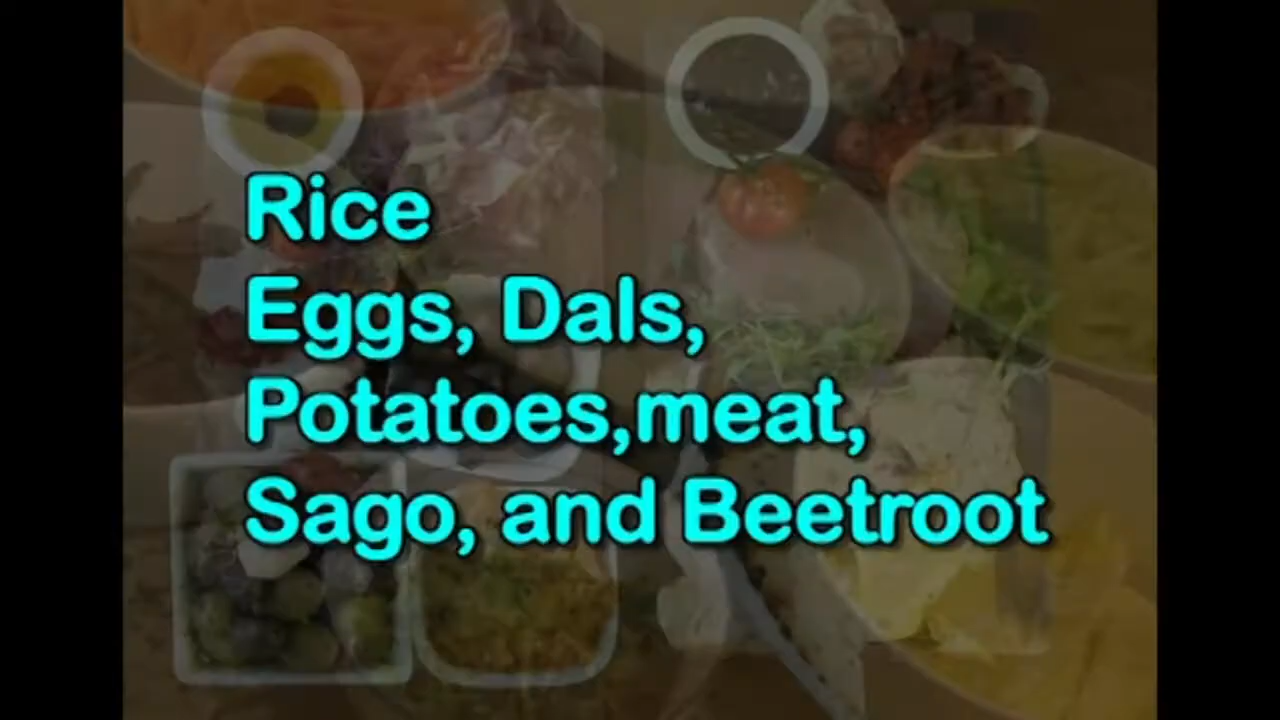 Rice
Eggs, Dals,
Potatoes,meat,
Sago, and Beetroot